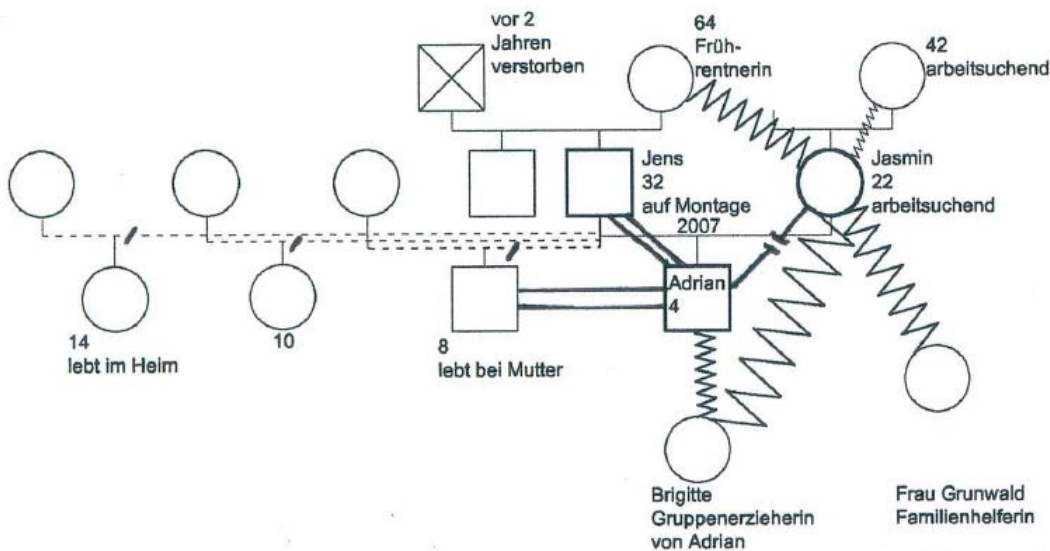 vor 2
Jahren
verstorben
64
Früh-
rentnerin
42
arbeitsuchend
Jens
32
auf Montage
2007
Jasmin
22
arbeitsuchend
Adrian
4
14
lebt im Heim
10
8
lebt bei Mutter
Brigitte
Gruppenerzieherin
von Adrian
Frau Grunwald
Familienhelferin